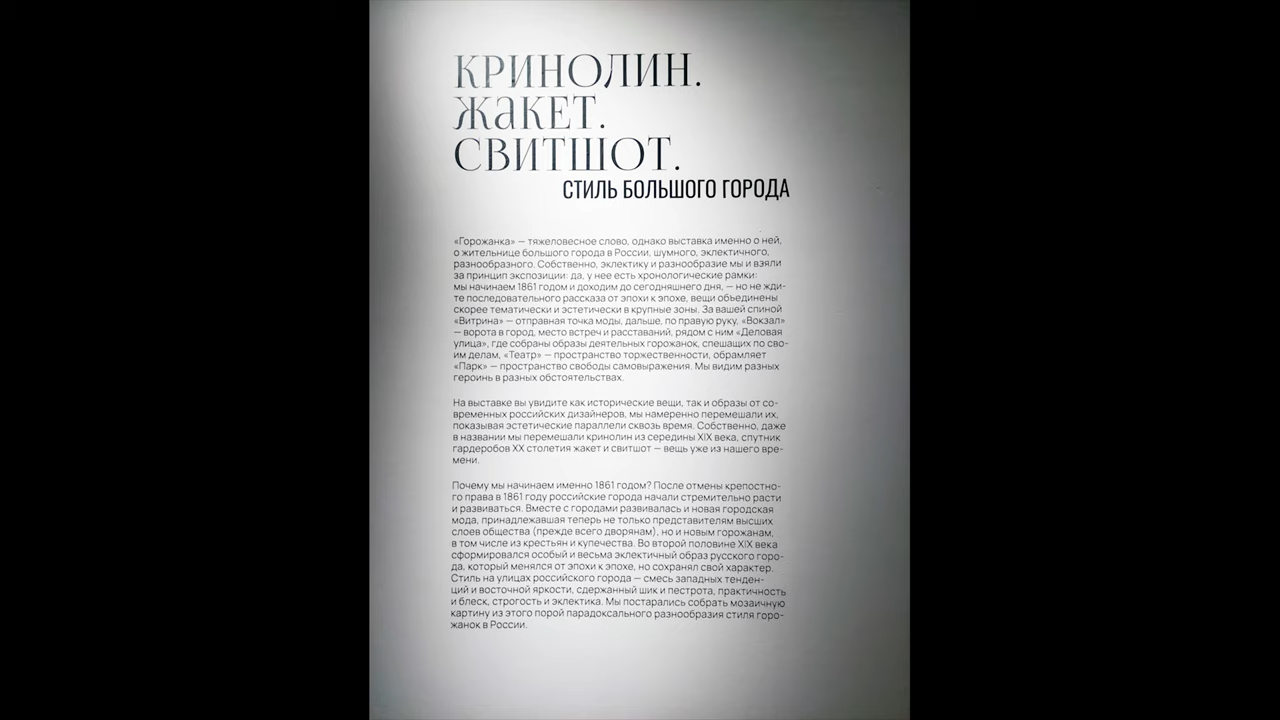 КРИНОЛИН.
ЖАКЕТ.
СВИТШОТ.
СТИЛЬ БОЛЬШОГО ГОРОДА
«Горожанка» — тяжеловесное слово, однако выставка именно о ней,
о жительнице большого города в России, шумного, эклектичного,
разнообразного. Собственно, эклектику и разнообразие мы и взяли
за принцип экспозиции: да, у нее есть хронологические рамки:
мы начинаем 1861 годом и доходим до сегодняшнего дня, — но не жди-
те последовательного рассказа от эпохи к эпохе, вещи объединены
скорее тематически и эстетически в крупные зоны. За вашей спиной
«Витрина» — отправная точка моды, дальше, по правую руку, «Вокзал»
— ворота в город, место встреч и расставаний, рядом с ним «Деловая
улица», где собраны образы деятельных горожанок, спешащих по сво-
им делам, «Театр» — пространство торжественности, обрамляет
«Парк» — пространство свободы самовыражения. Мы видим разных
героинь в разных обстоятельствах.
На выставке вы увидите как исторические вещи, так и образы от со-
временных российских дизайнеров, мы намеренно перемешали их,
показывая эстетические параллели сквозь время. Собственно, даже
в названии мы перемешали кринолин из середины XIX века, спутник
гардеробов XX столетия жакет и свитшот — вещь уже из нашего вре-
мени.
Почему мы начинаем именно 1861 годом? После отмены крепостно-
го права в 1861 году российские города начали стремительно расти
и развиваться. Вместе с городами развивалась и новая городская
мода, принадлежавшая теперь не только представителям высших
слоев общества (прежде всего дворянам), но и новым горожанам,
в том числе из крестьян и купечества. Во второй половине XIX века
сформировался особый и весьма эклектичный образ русского горо-
да, который менялся от эпохи к эпохе, но сохранял свой характер.
Стиль на улицах российского города — смесь западных тенден-
ций и восточной яркости, сдержанный шик и пестрота, практичность
и блеск, строгость и эклектика. Мы постарались собрать мозаичную
картину из этого порой парадоксального разнообразия стиля горо-
жанок в России.